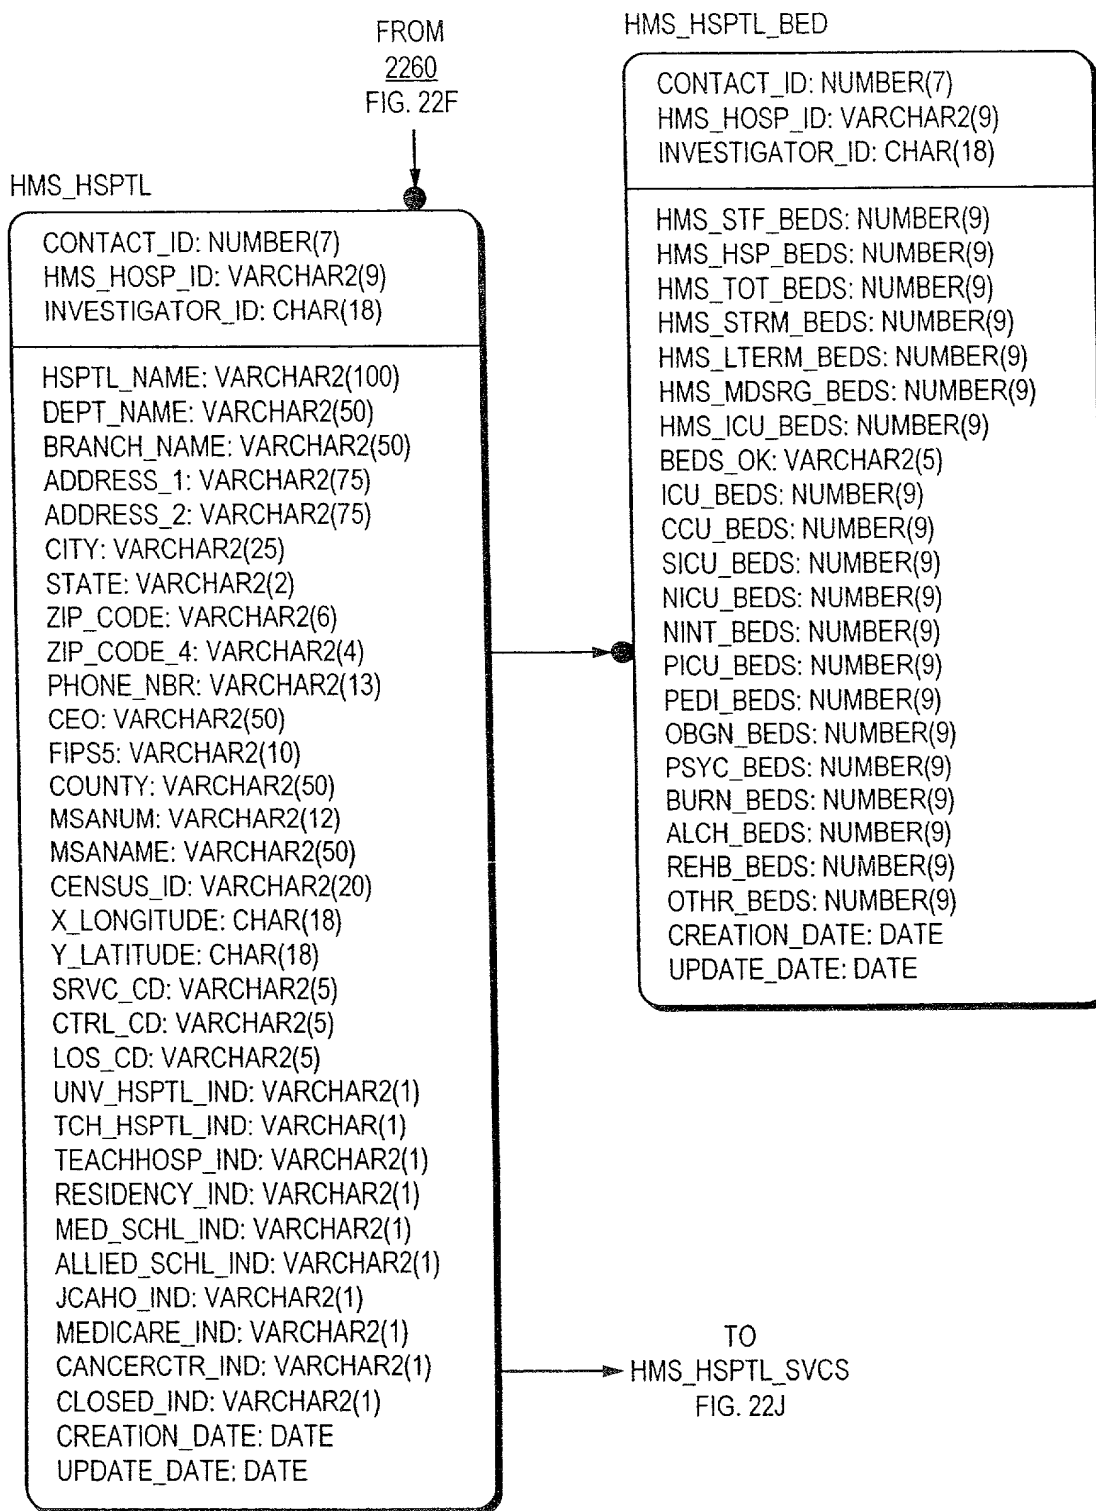 FROM
2260
FIG. 22F
HMS_HSPTL
CONTACT_ID: NUMBER(7)
HMS_HOSP_ID: VARCHAR2(9)
INVESTIGATOR_ID: CHAR(18)
HSPTL_NAME: VARCHAR2(100)
DEPT_NAME: VARCHAR2(50)
BRANCH_NAME: VARCHAR2(50)
ADDRESS_1: VARCHAR2(75)
ADDRESS_2: VARCHAR2(75)
CITY: VARCHAR2(25)
STATE: VARCHAR2(2)
ZIP_CODE: VARCHAR2(6)
ZIP_CODE_4: VARCHAR2(4)
PHONE_NBR: VARCHAR2(13)
CEO: VARCHAR2(50)
FIPS5: VARCHAR2(10)
COUNTY: VARCHAR2(50)
MSANUM: VARCHAR2(12)
MSANAME: VARCHAR2(50)
CENSUS_ID: VARCHAR2(20)
X_LONGITUDE: CHAR(18)
Y_LATITUDE: CHAR(18)
SRVC_CD: VARCHAR2(5)
CTRL_CD: VARCHAR2(5)
LOS_CD: VARCHAR2(5)
UNV_HSPTL_IND: VARCHAR2(1)
TCH_HSPTL_IND: VARCHAR(1)
TEACHHOSP_IND: VARCHAR2(1)
RESIDENCY_IND: VARCHAR2(1)
MED_SCHL_IND: VARCHAR2(1)
ALLIED_SCHL_IND: VARCHAR2(1)
JCAHO_IND: VARCHAR2(1)
MEDICARE_IND: VARCHAR2(1)
CANCERCTR_IND: VARCHAR2(1)
CLOSED_IND: VARCHAR2(1)
CREATION_DATE: DATE
UPDATE_DATE: DATE
HMS_HSPTL_BED
CONTACT_ID: NUMBER(7)
HMS_HOSP_ID: VARCHAR2(9)
INVESTIGATOR_ID: CHAR(18)
HMS_STF_BEDS: NUMBER(9)
HMS_HSP_BEDS: NUMBER(9)
HMS_TOT_BEDS: NUMBER(9)
HMS_STRM_BEDS: NUMBER(9)
HMS_LTERM_BEDS: NUMBER(9)
HMS_MDSRG_BEDS: NUMBER(9)
HMS_ICU_BEDS: NUMBER(9)
BEDS_OK: VARCHAR2(5)
ICU_BEDS: NUMBER(9)
CCU_BEDS: NUMBER(9)
SICU_BEDS: NUMBER(9)
NICU_BEDS: NUMBER(9)
NINT_BEDS: NUMBER(9)
PICU_BEDS: NUMBER(9)
PEDI_BEDS: NUMBER(9)
OBGN_BEDS: NUMBER(9)
PSYC_BEDS: NUMBER(9)
BURN_BEDS: NUMBER(9)
ALCH_BEDS: NUMBER(9)
REHB_BEDS: NUMBER(9)
OTHR_BEDS: NUMBER(9)
CREATION_DATE: DATE
UPDATE_DATE: DATE
TO
HMS_HSPTL_SVCS
FIG. 22J